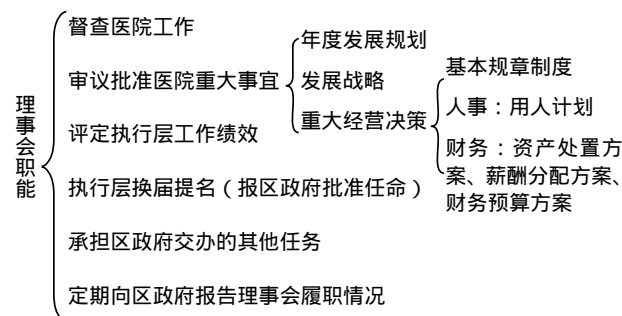 理事会职能
督查医院工作
审议批准医院重大事宜
年度发展规划
发展战略
重大经营决策
基本规章制度
人事：用人计划
财务：资产处置方
案、薪酬分配方案、
财务预算方案
评定执行层工作绩效
执行层换届提名（报区政府批准任命）
承担区政府交办的其他任务
定期向区政府报告理事会履职情况